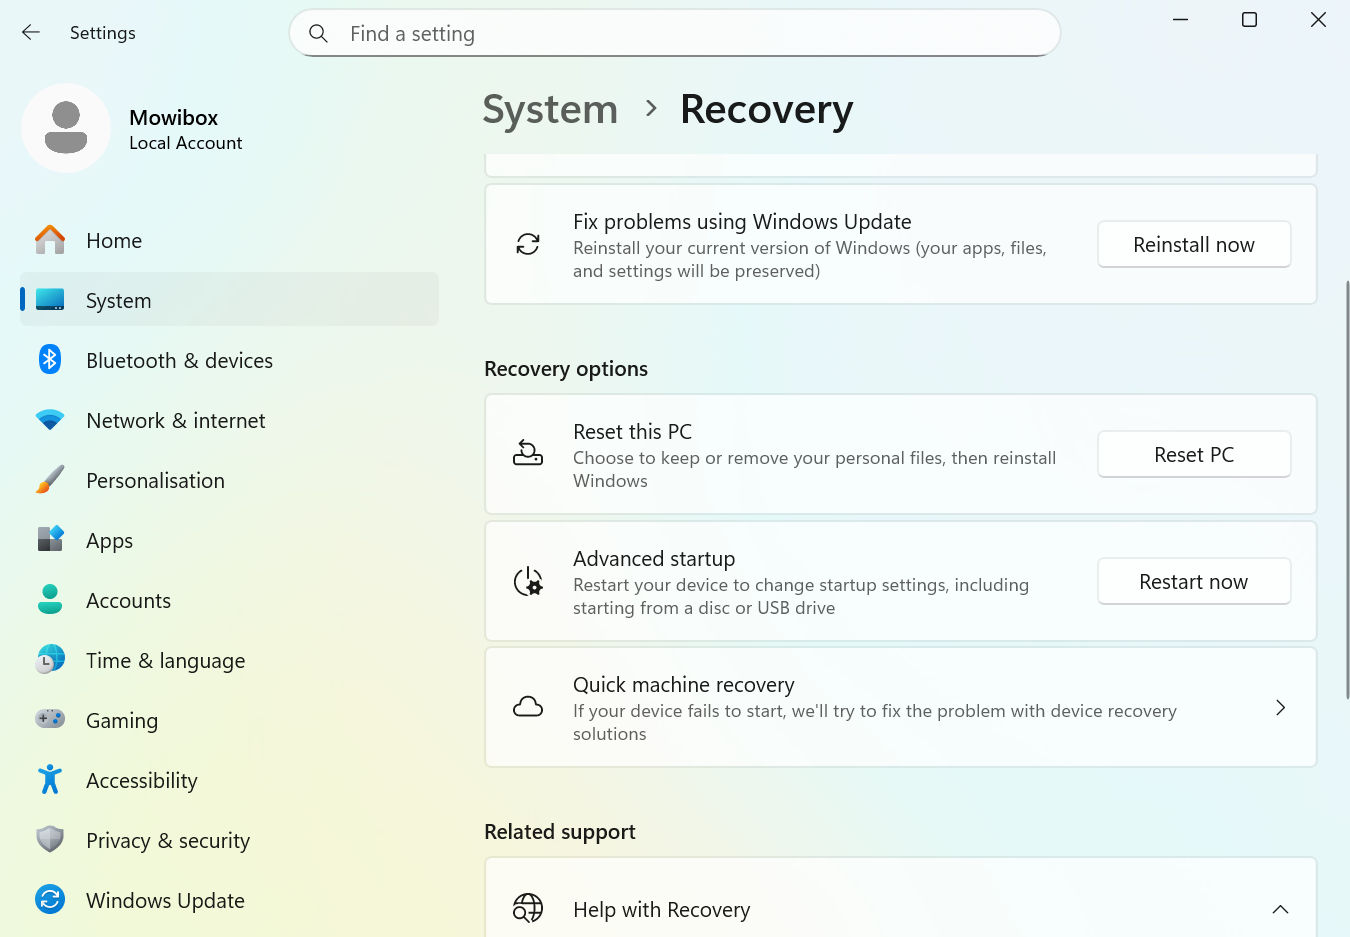 Settings
Find a setting
Mowibox
Local Account
Home
System
Bluetooth & devices
Network & internet
Personalisation
Apps
Accounts
Time & language
Gaming
Accessibility
Privacy & security
Windows Update
System > Recovery
Fix problems using Windows Update
Reinstall your current version of Windows (your apps, files,
and settings will be preserved)
Reinstall now
Recovery options
Reset this PC
Choose to keep or remove your personal files, then reinstall
Windows
Reset PC
Advanced startup
Restart your device to change startup settings, including
starting from a disc or USB drive
Restart now
Quick machine recovery
If your device fails to start, we'll try to fix the problem with device recovery
solutions
Related support
Help with Recovery